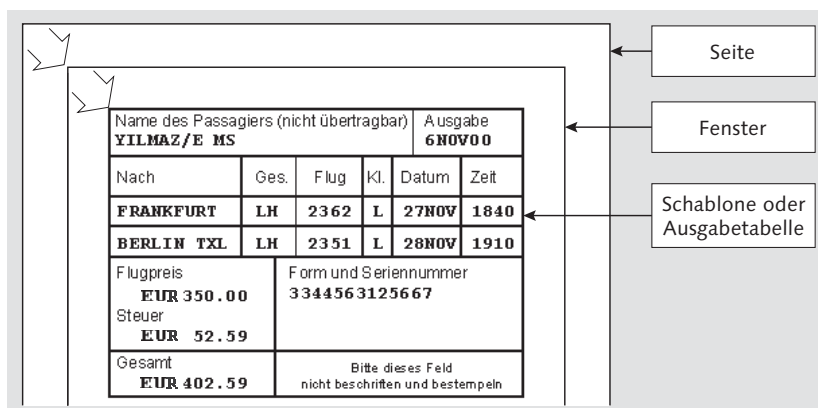 Seite
Fenster
Schablone oder
Ausgabetabelle
Name des Passagiers (nicht übertragbar) Ausgabe
YILMAZ/E MS 6NOV00
Nach Ges. Flug Kl. Datum Zeit
FRANKFURT LH 2362 L 27NOV 1840
BERLIN TXL LH 2351 L 28NOV 1910
Flugpreis Form und Seriennummer
EUR 350.00 3344563125667
Steuer
EUR 52.59
Gesamt Bitte dieses Feld
EUR 402.59 nicht beschriften und bestempeln